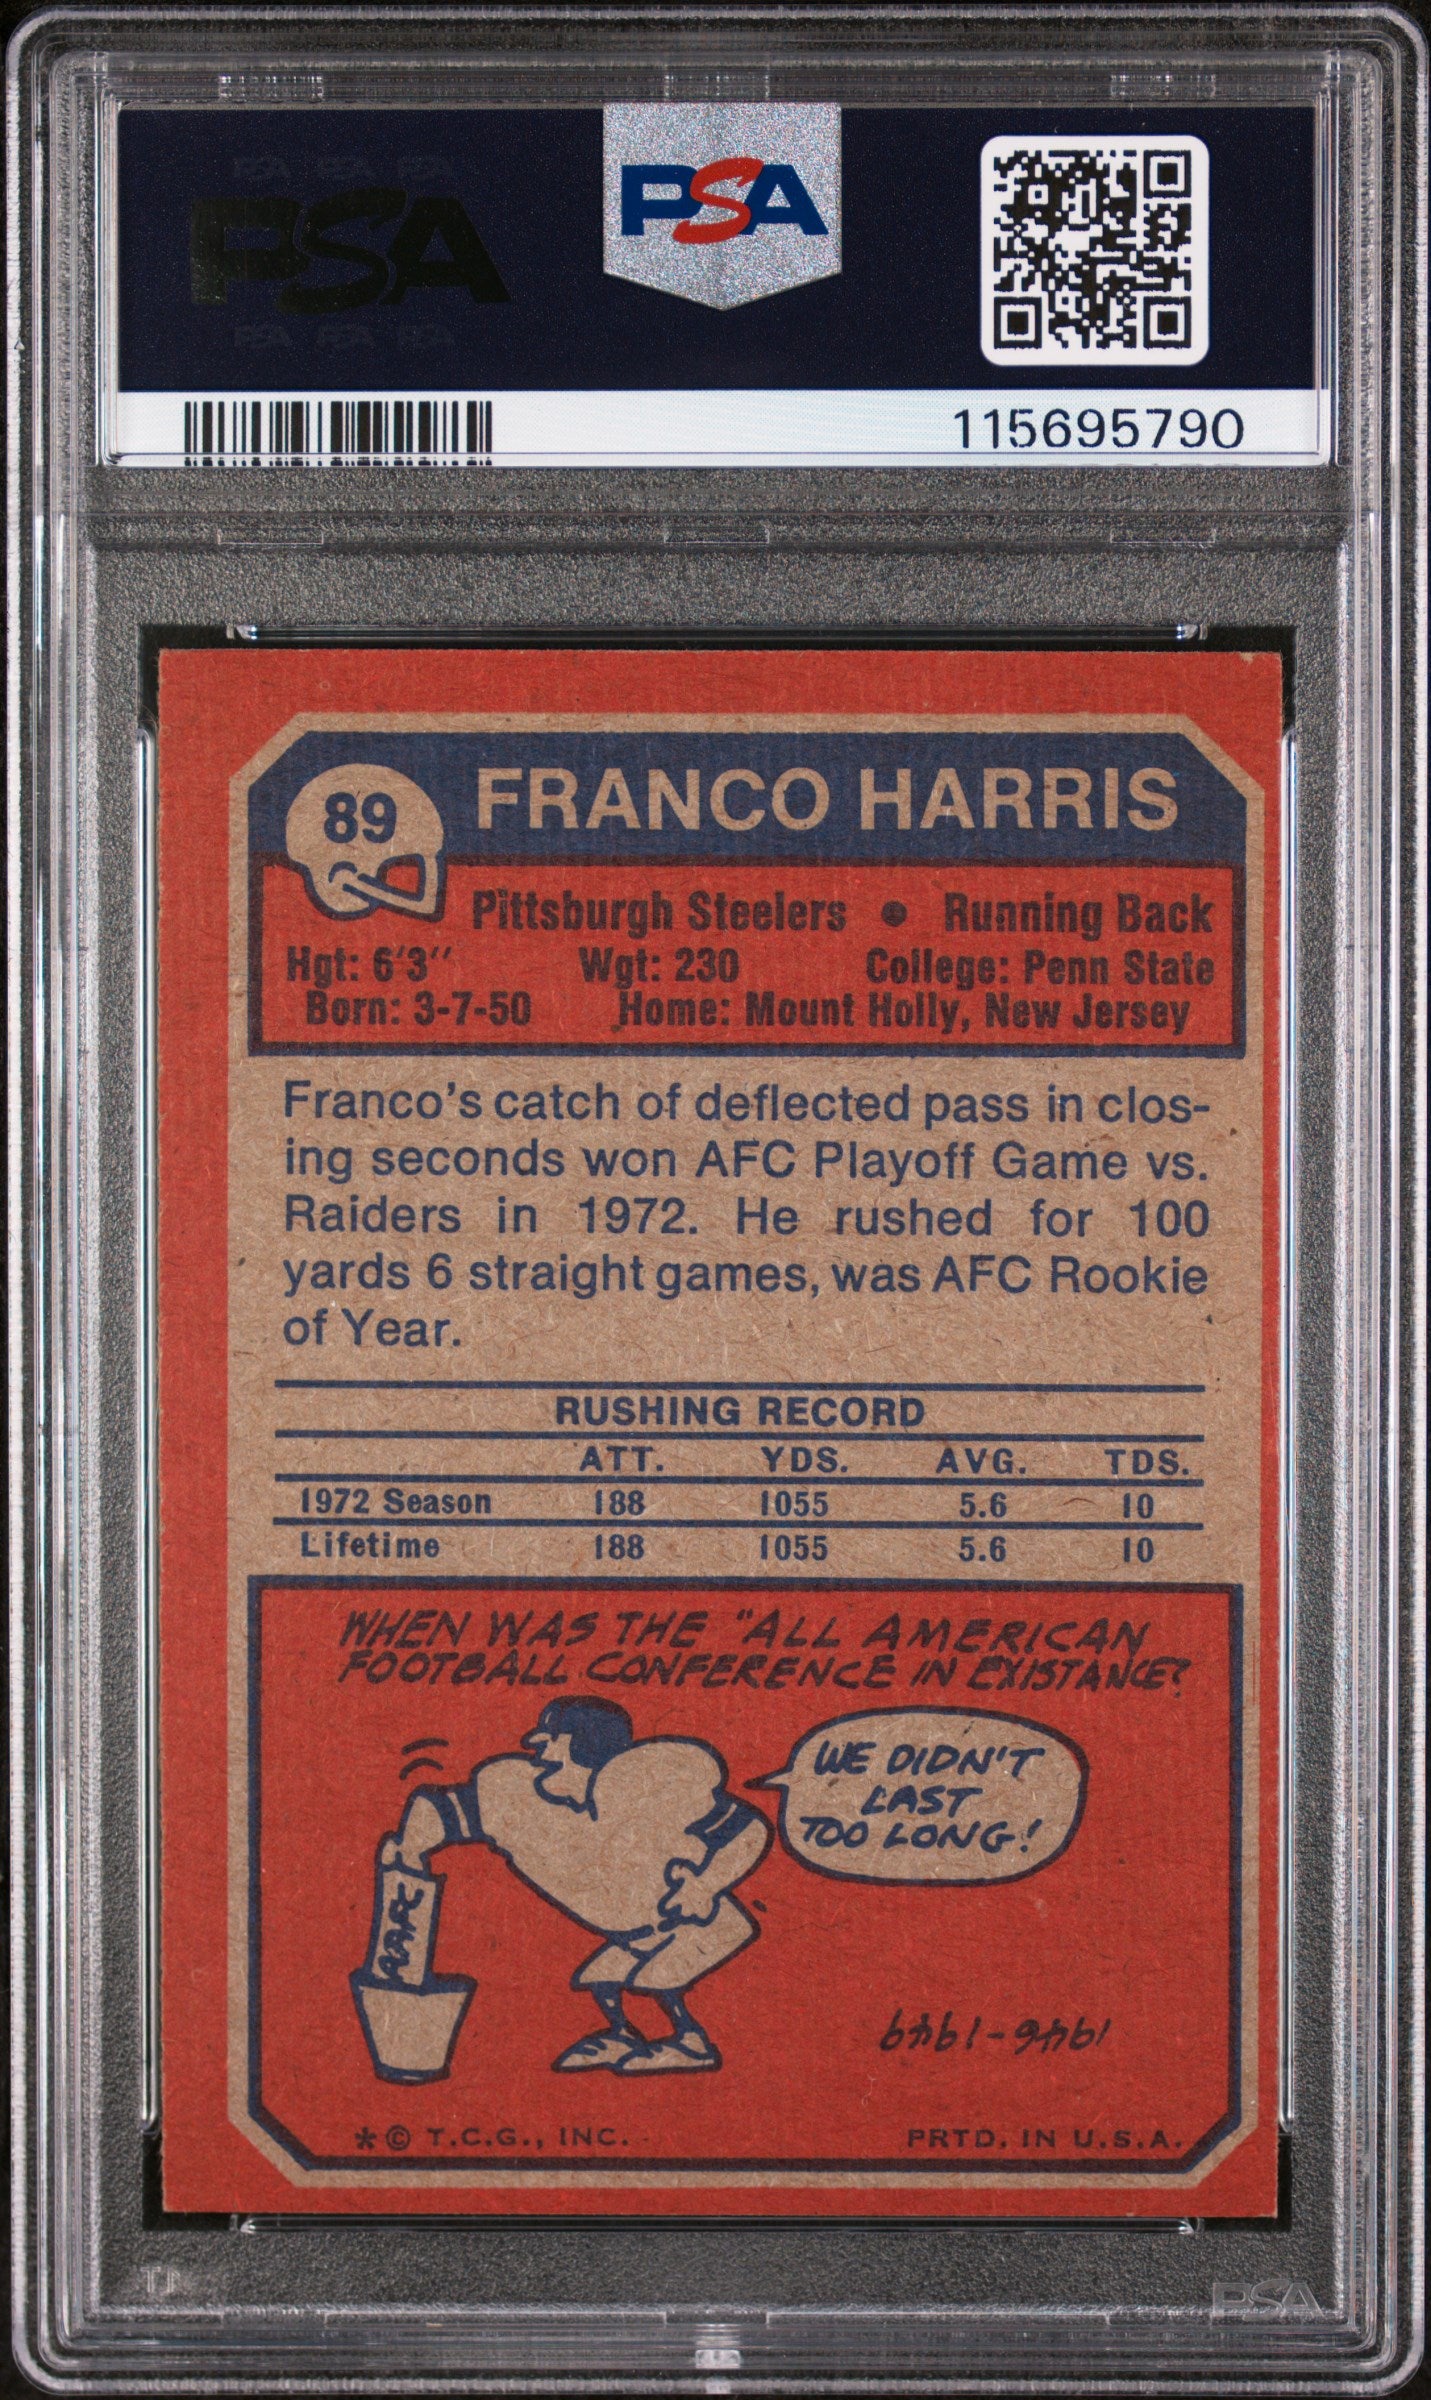 PSA
PSA
115695790
89
FRANCO HARRIS
Pittsburgh Steelers • Running Back
Hgt: 6'3" Wgt: 230 College: Penn State
Born: 3-7-50 Home: Mount Holly, New Jersey
Franco's catch of deflected pass in clos-
ing seconds won AFC Playoff Game vs.
Raiders in 1972. He rushed for 100
yards 6 straight games, was AFC Rookie
of Year.
RUSHING RECORD
ATT. YDS. AVG. TDS.
1972 Season 188 1055 5.6 10
Lifetime 188 1055 5.6 10
WHEN WAS THE "ALL AMERICAN
FOOTBALL CONFERENCE IN EXISTANCE?
WE DIDN'T
LAST
TOO LONG!
AAFC
1946-1949
* © T.C.G., INC. PRTD. IN U.S.A.
PSA